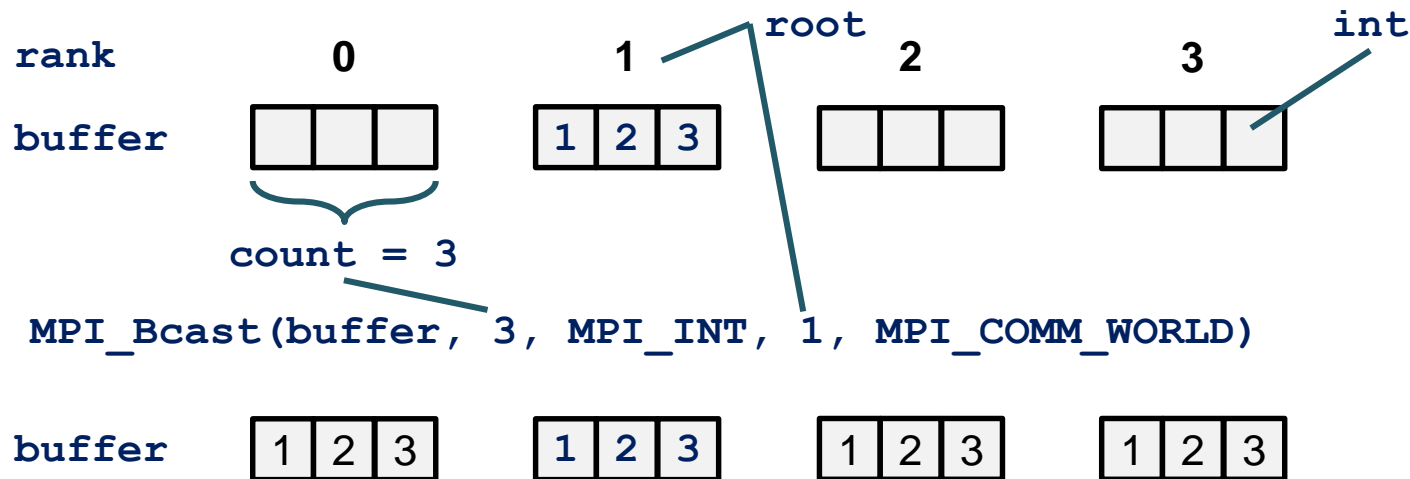 root int
rank 0 1 2 3
buffer 1 2 3
count = 3
MPI_Bcast(buffer, 3, MPI_INT, 1, MPI_COMM_WORLD)
buffer 1 2 3 1 2 3 1 2 3 1 2 3